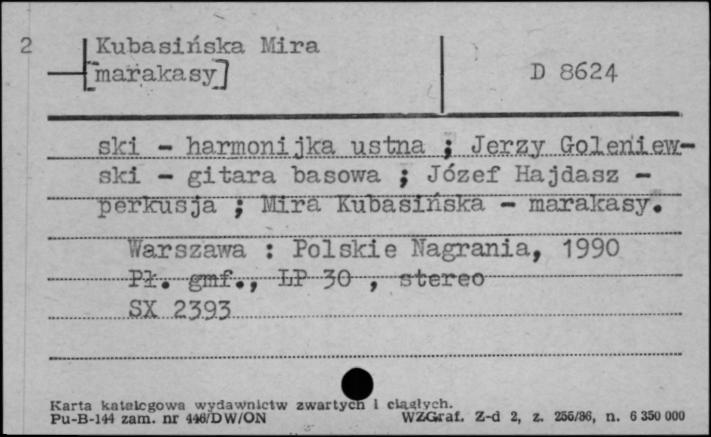 2
Kubasińska Mira
[marakasy]
D 8624
ski - harmonijka ustna ; Jerzy Goleniew-
ski - gitara basowa ; Józef Hajdasz -
perkusja ; Mira Kubasińska - marakasy.
Warszawa : Polskie Nagrania, 1990
Pł. gmf., LP 30 , stereo
SX 2393
Karta katalogowa wydawnictw zwartych i ciągłych.
Pu-B-144 zam. nr 446/DW/ON
WZGraf. Z-d 2, z. 256/86, n. 6 350 000